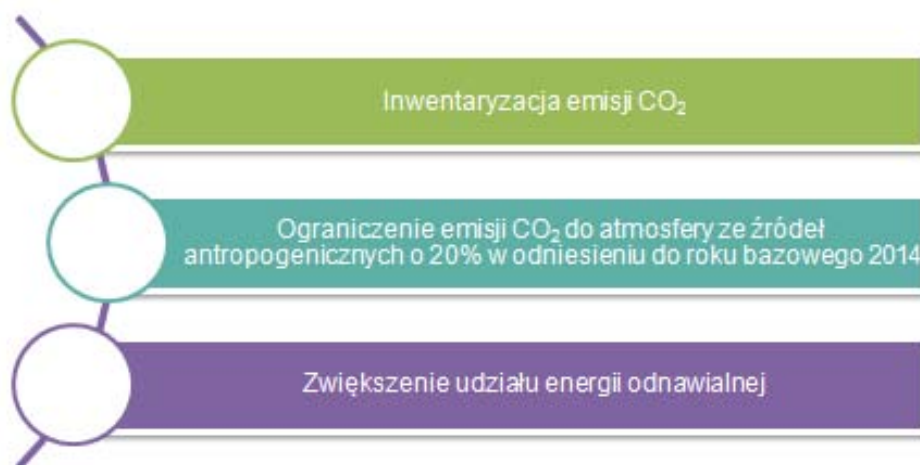 Inwentaryzacja emisji CO₂
Ograniczenie emisji CO₂ do atmosfery ze źródeł
antropogenicznych o 20% w odniesieniu do roku bazowego 2014
Zwiększenie udziału energii odnawialnej